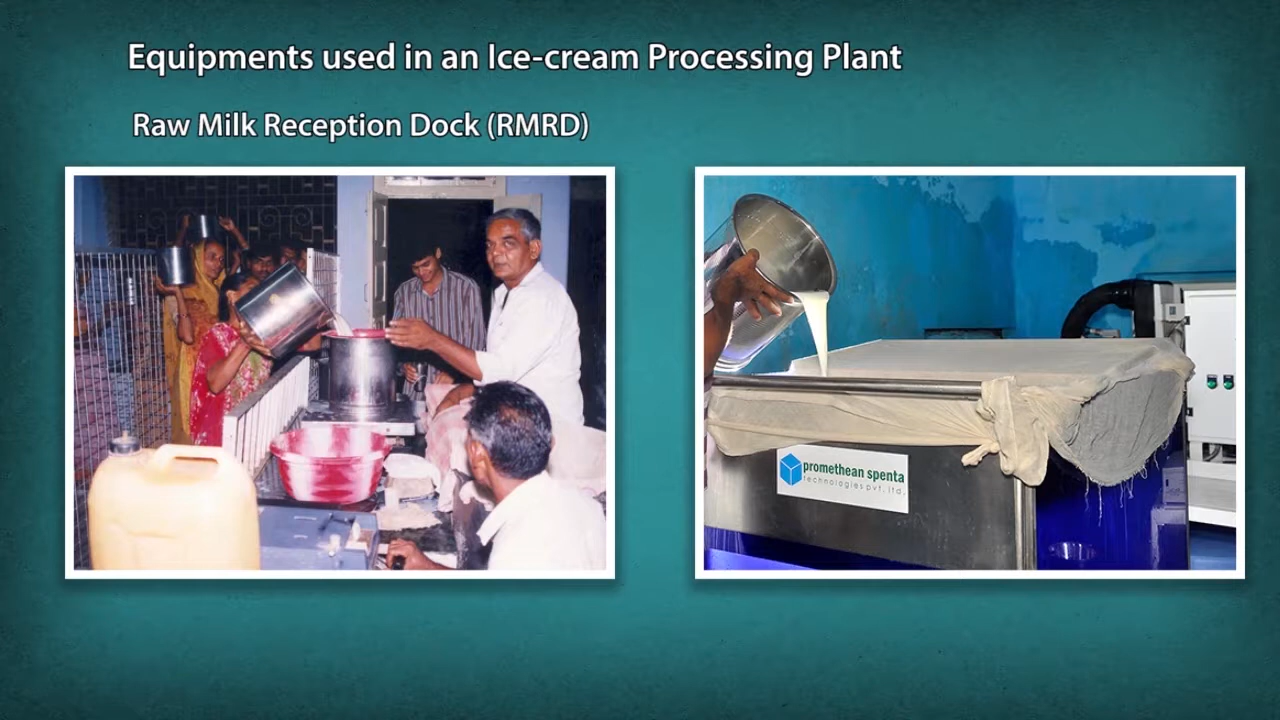 Equipments used in an Ice-cream Processing Plant
Raw Milk Reception Dock (RMRD)
promethean spenta
technologies pvt. ltd.